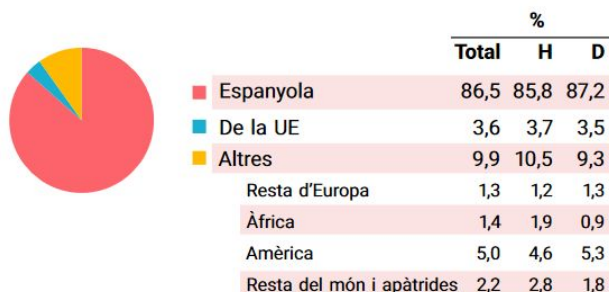 %
Total H D
Espanyola 86,5 85,8 87,2
De la UE 3,6 3,7 3,5
Altres 9,9 10,5 9,3
Resta d'Europa 1,3 1,2 1,3
Àfrica 1,4 1,9 0,9
Amèrica 5,0 4,6 5,3
Resta del món i apàtrides 2,2 2,8 1,8